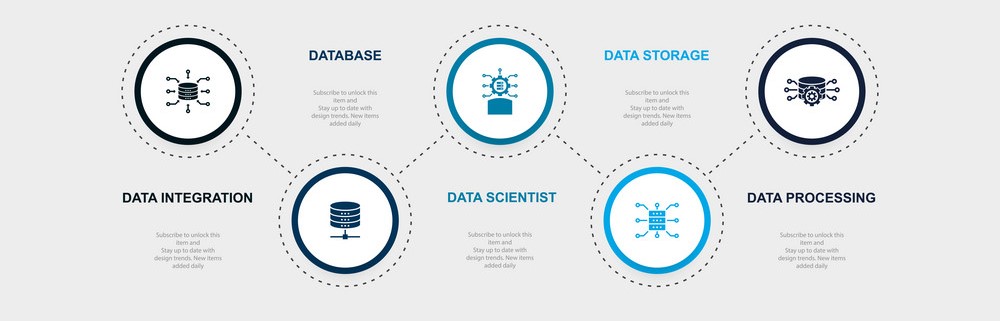 DATABASE
Subscribe to unlock this
item and
Stay up to date with
design trends. New items
added daily
DATA STORAGE
Subscribe to unlock this
item and
Stay up to date with
design trends. New items
added daily
DATA INTEGRATION
Subscribe to unlock this
item and
Stay up to date with
design trends. New items
added daily
DATA SCIENTIST
Subscribe to unlock this
item and
Stay up to date with
design trends. New items
added daily
DATA PROCESSING
Subscribe to unlock this
item and
Stay up to date with
design trends. New items
added daily